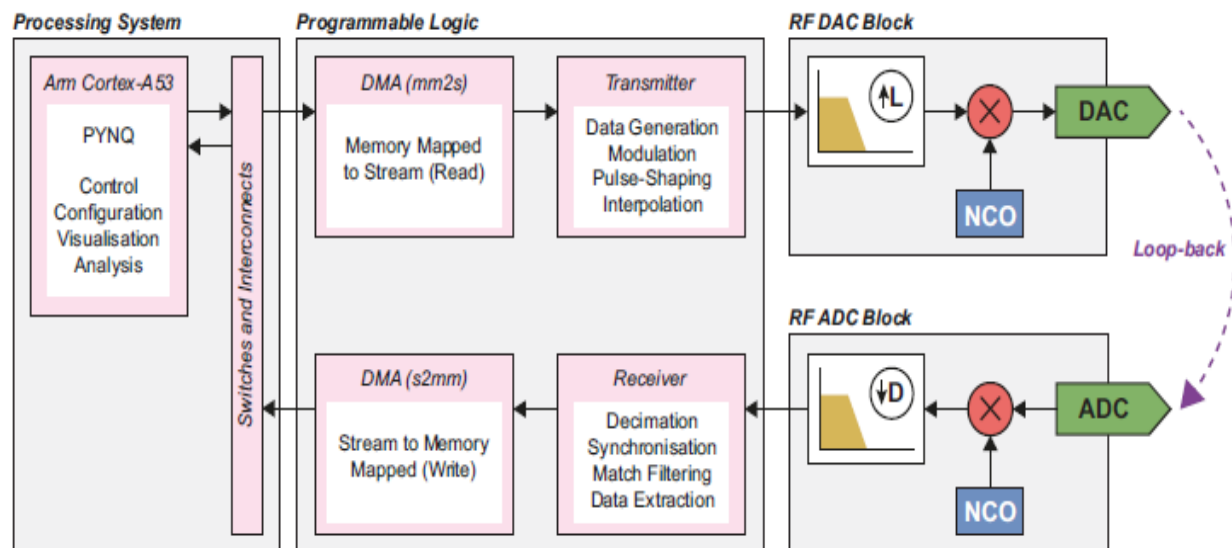 Processing System
Arm Cortex-A53
PYNQ
Control
Configuration
Visualisation
Analysis
Switches and Interconnects
Programmable Logic
DMA (mm2s)
Memory Mapped
to Stream (Read)
Transmitter
Data Generation
Modulation
Pulse-Shaping
Interpolation
RF DAC Block
↑L
DAC
NCO
Loop-back
DMA (s2mm)
Stream to Memory
Mapped (Write)
Receiver
Decimation
Synchronisation
Match Filtering
Data Extraction
RF ADC Block
↓D
ADC
NCO